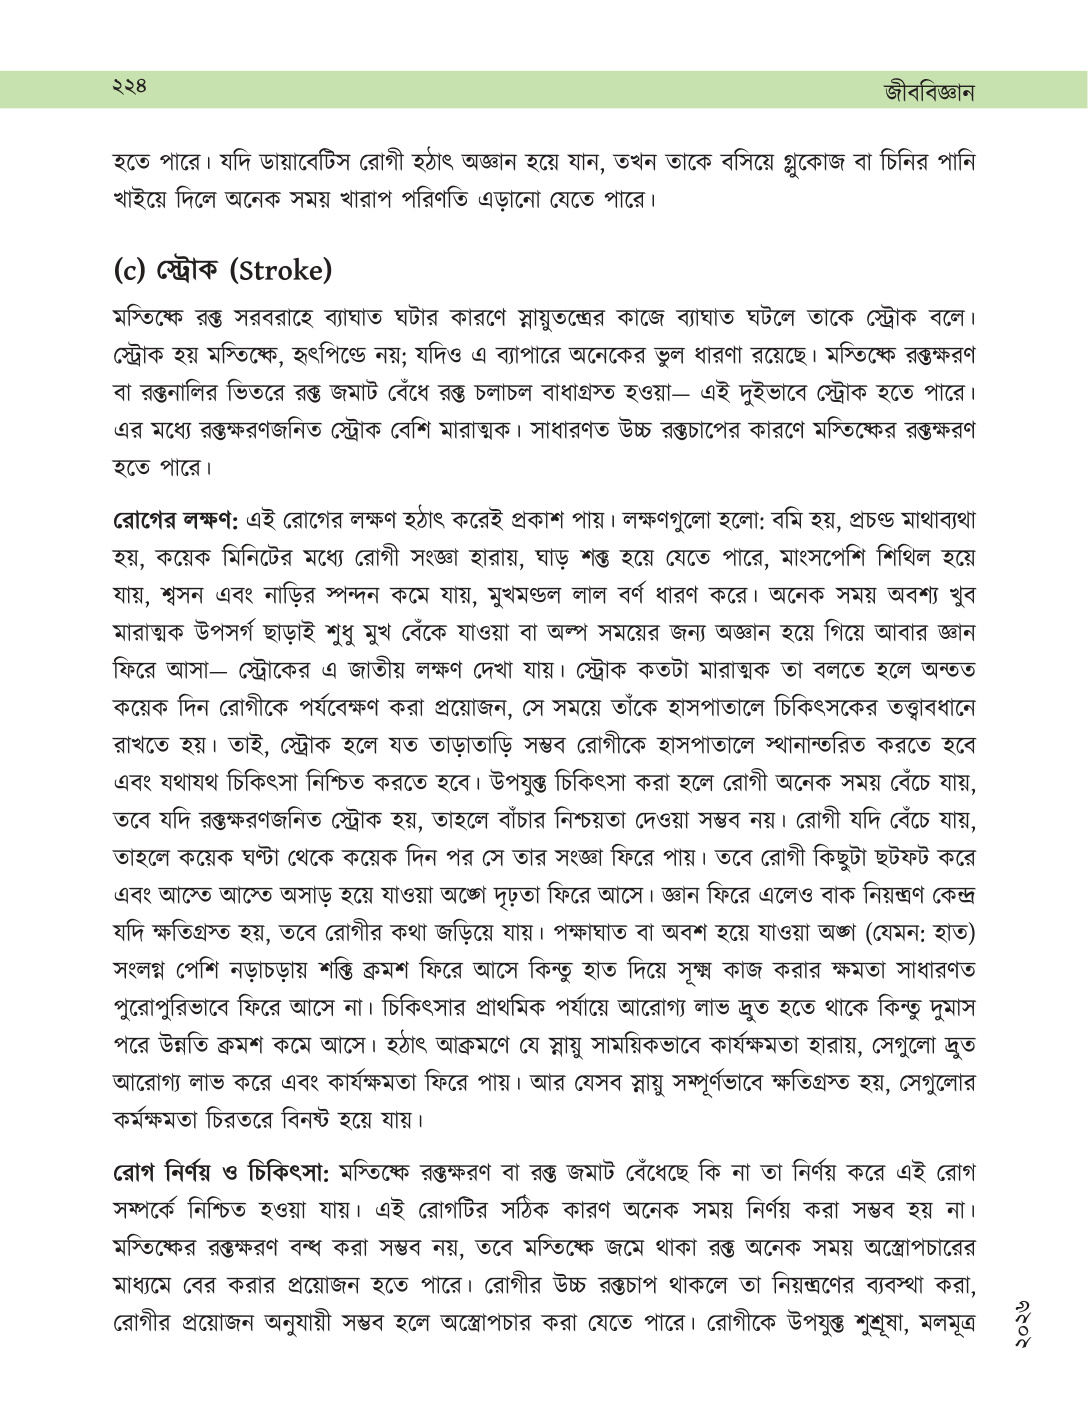 ২২৪
জীববিজ্ঞান
হতে পারে। যদি ডায়াবেটিস রোগী হঠাৎ অজ্ঞান হয়ে যান, তখন তাকে বসিয়ে গ্লুকোজ বা চিনির পানি
খাইয়ে দিলে অনেক সময় খারাপ পরিণতি এড়ানো যেতে পারে।
(c) স্ট্রোক (Stroke)
মস্তিষ্কে রক্ত সরবরাহে ব্যাঘাত ঘটার কারণে স্নায়ুতন্ত্রের কাজে ব্যাঘাত ঘটলে তাকে স্ট্রোক বলে।
স্ট্রোক হয় মস্তিষ্কে, হৃৎপিণ্ডে নয়; যদিও এ ব্যাপারে অনেকের ভুল ধারণা রয়েছে। মস্তিষ্কে রক্তক্ষরণ
বা রক্তনালির ভিতরে রক্ত জমাট বেঁধে রক্ত চলাচল বাধাগ্রস্ত হওয়া— এই দুইভাবে স্ট্রোক হতে পারে।
এর মধ্যে রক্তক্ষরণজনিত স্ট্রোক বেশি মারাত্মক। সাধারণত উচ্চ রক্তচাপের কারণে মস্তিষ্কের রক্তক্ষরণ
হতে পারে।
রোগের লক্ষণ: এই রোগের লক্ষণ হঠাৎ করেই প্রকাশ পায়। লক্ষণগুলো হলো: বমি হয়, প্রচণ্ড মাথাব্যথা
হয়, কয়েক মিনিটের মধ্যে রোগী সংজ্ঞা হারায়, ঘাড় শক্ত হয়ে যেতে পারে, মাংসপেশি শিথিল হয়ে
যায়, শ্বসন এবং নাড়ির স্পন্দন কমে যায়, মুখমণ্ডল লাল বর্ণ ধারণ করে। অনেক সময় অবশ্য খুব
মারাত্মক উপসর্গ ছাড়াই শুধু মুখ বেঁকে যাওয়া বা অল্প সময়ের জন্য অজ্ঞান হয়ে গিয়ে আবার জ্ঞান
ফিরে আসা— স্ট্রোকের এ জাতীয় লক্ষণ দেখা যায়। স্ট্রোক কতটা মারাত্মক তা বলতে হলে অন্তত
কয়েক দিন রোগীকে পর্যবেক্ষণ করা প্রয়োজন, সে সময়ে তাঁকে হাসপাতালে চিকিৎসকের তত্ত্বাবধানে
রাখতে হয়। তাই, স্ট্রোক হলে যত তাড়াতাড়ি সম্ভব রোগীকে হাসপাতালে স্থানান্তরিত করতে হবে
এবং যথাযথ চিকিৎসা নিশ্চিত করতে হবে। উপযুক্ত চিকিৎসা করা হলে রোগী অনেক সময় বেঁচে যায়,
তবে যদি রক্তক্ষরণজনিত স্ট্রোক হয়, তাহলে বাঁচার নিশ্চয়তা দেওয়া সম্ভব নয়। রোগী যদি বেঁচে যায়,
তাহলে কয়েক ঘণ্টা থেকে কয়েক দিন পর সে তার সংজ্ঞা ফিরে পায়। তবে রোগী কিছুটা ছটফট করে
এবং আস্তে আস্তে অসাড় হয়ে যাওয়া অঙ্গে দৃঢ়তা ফিরে আসে। জ্ঞান ফিরে এলেও বাক নিয়ন্ত্রণ কেন্দ্র
যদি ক্ষতিগ্রস্ত হয়, তবে রোগীর কথা জড়িয়ে যায়। পক্ষাঘাত বা অবশ হয়ে যাওয়া অঙ্গ (যেমন: হাত)
সংলগ্ন পেশি নড়াচড়ায় শক্তি ক্রমশ ফিরে আসে কিন্তু হাত দিয়ে সূক্ষ্ম কাজ করার ক্ষমতা সাধারণত
পুরোপুরিভাবে ফিরে আসে না। চিকিৎসার প্রাথমিক পর্যায়ে আরোগ্য লাভ দ্রুত হতে থাকে কিন্তু দুমাস
পরে উন্নতি ক্রমশ কমে আসে। হঠাৎ আক্রমণে যে স্নায়ু সাময়িকভাবে কার্যক্ষমতা হারায়, সেগুলো দ্রুত
আরোগ্য লাভ করে এবং কার্যক্ষমতা ফিরে পায়। আর যেসব স্নায়ু সম্পূর্ণভাবে ক্ষতিগ্রস্ত হয়, সেগুলোর
কর্মক্ষমতা চিরতরে বিনষ্ট হয়ে যায়।
রোগ নির্ণয় ও চিকিৎসা: মস্তিষ্কে রক্তক্ষরণ বা রক্ত জমাট বেঁধেছে কি না তা নির্ণয় করে এই রোগ
সম্পর্কে নিশ্চিত হওয়া যায়। এই রোগটির সঠিক কারণ অনেক সময় নির্ণয় করা সম্ভব হয় না।
মস্তিষ্কের রক্তক্ষরণ বন্ধ করা সম্ভব নয়, তবে মস্তিষ্কে জমে থাকা রক্ত অনেক সময় অস্ত্রোপচারের
মাধ্যমে বের করার প্রয়োজন হতে পারে। রোগীর উচ্চ রক্তচাপ থাকলে তা নিয়ন্ত্রণের ব্যবস্থা করা,
রোগীর প্রয়োজন অনুযায়ী সম্ভব হলে অস্ত্রোপচার করা যেতে পারে। রোগীকে উপযুক্ত শুশ্রূষা, মলমূত্র
২০২৬